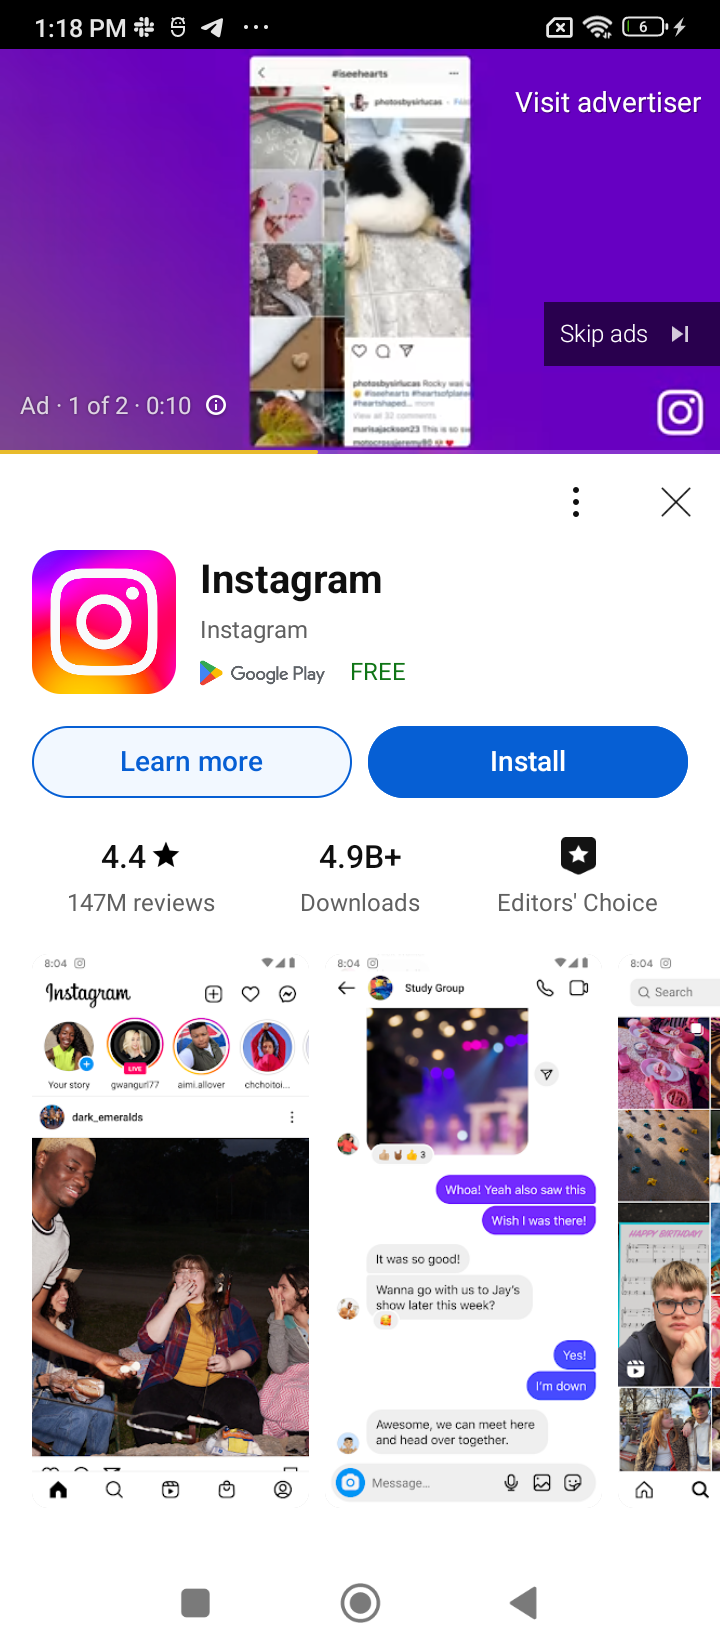 1:18 PM
6
#iseehearts
photosbysirlucas
Visit advertiser
Skip ads
Ad · 1 of 2 · 0:10
photosbysirlucas Rocky was
#iseehearts #heartsofplanet
#heartshaped... more
View all 32 comments
marisajackson23 This is so
motocrossjeremy80
Instagram
Instagram
Google Play
FREE
Learn more
Install
4.4
4.9B+
147M reviews
Downloads
Editors' Choice
8:04
Instagram
Your story
LIVE
gwangurl77
aimi.allover
chchoitoi...
dark_emeralds
8:04
Study Group
3
Whoa! Yeah also saw this
Wish I was there!
It was so good!
Wanna go with us to Jay's
show later this week?
Yes!
I'm down
Awesome, we can meet here
and head over together.
Message...
8:04
Search
HAPPY BIRTHDAY!